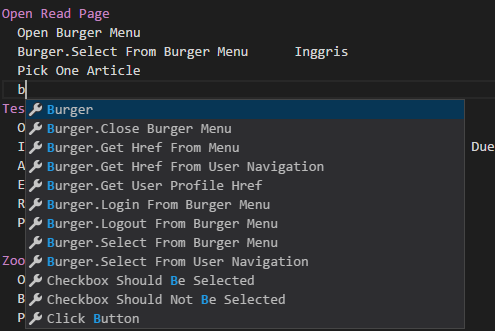 Open Read Page
Open Burger Menu
Burger.Select From Burger Menu Inggris
Pick One Article
b
Burger
Tes
Burger.Close Burger Menu
O
Burger.Get Href From Menu
I
Due
Burger.Get Href From User Navigation
A
Burger.Get User Profile Href
E
Burger.Login From Burger Menu
R
Burger.Logout From Burger Menu
P
Burger.Select From Burger Menu
Burger.Select From User Navigation
Zoo
Checkbox Should Be Selected
O
Checkbox Should Not Be Selected
B
Click Button
P